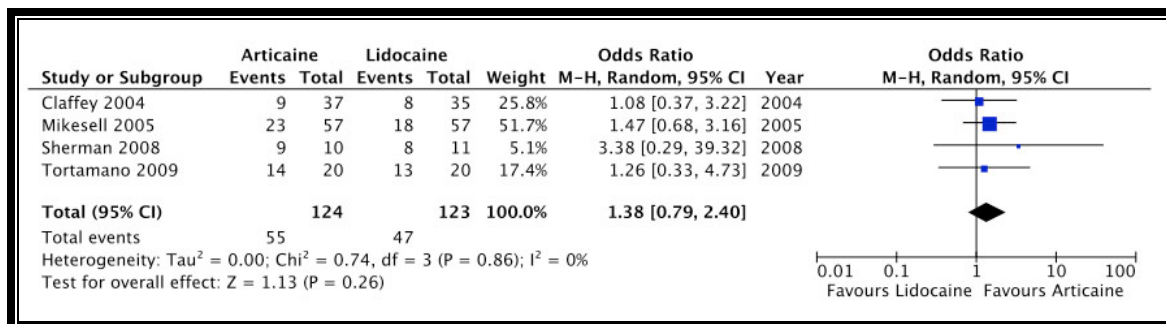 Articaine Lidocaine Odds Ratio Odds Ratio
Study or Subgroup Events Total Events Total Weight M-H, Random, 95% CI Year M-H, Random, 95% CI
Claffey 2004 9 37 8 35 25.8% 1.08 [0.37, 3.22] 2004
Mikesell 2005 23 57 18 57 51.7% 1.47 [0.68, 3.16] 2005
Sherman 2008 9 10 8 11 5.1% 3.38 [0.29, 39.32] 2008
Tortamano 2009 14 20 13 20 17.4% 1.26 [0.33, 4.73] 2009
Total (95% CI) 124 123 100.0% 1.38 [0.79, 2.40]
Total events 55 47
Heterogeneity: Tau² = 0.00; Chi² = 0.74, df = 3 (P = 0.86); I² = 0%
Test for overall effect: Z = 1.13 (P = 0.26)
0.01 0.1 1 10 100
Favours Lidocaine Favours Articaine